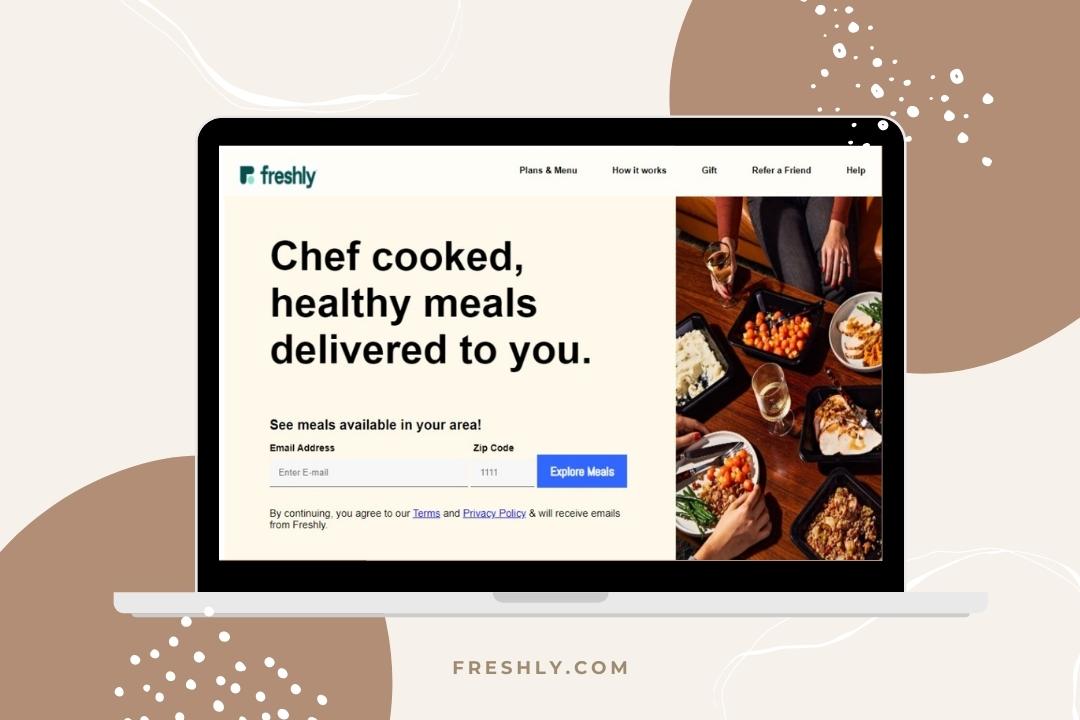 freshly
Plans & Menu How it works Gift Refer a Friend Help
Chef cooked,
healthy meals
delivered to you.
See meals available in your area!
Email Address Zip Code
Enter E-mail 1111 Explore Meals
By continuing, you agree to our Terms and Privacy Policy & will receive emails
from Freshly.
FRESHLY.COM